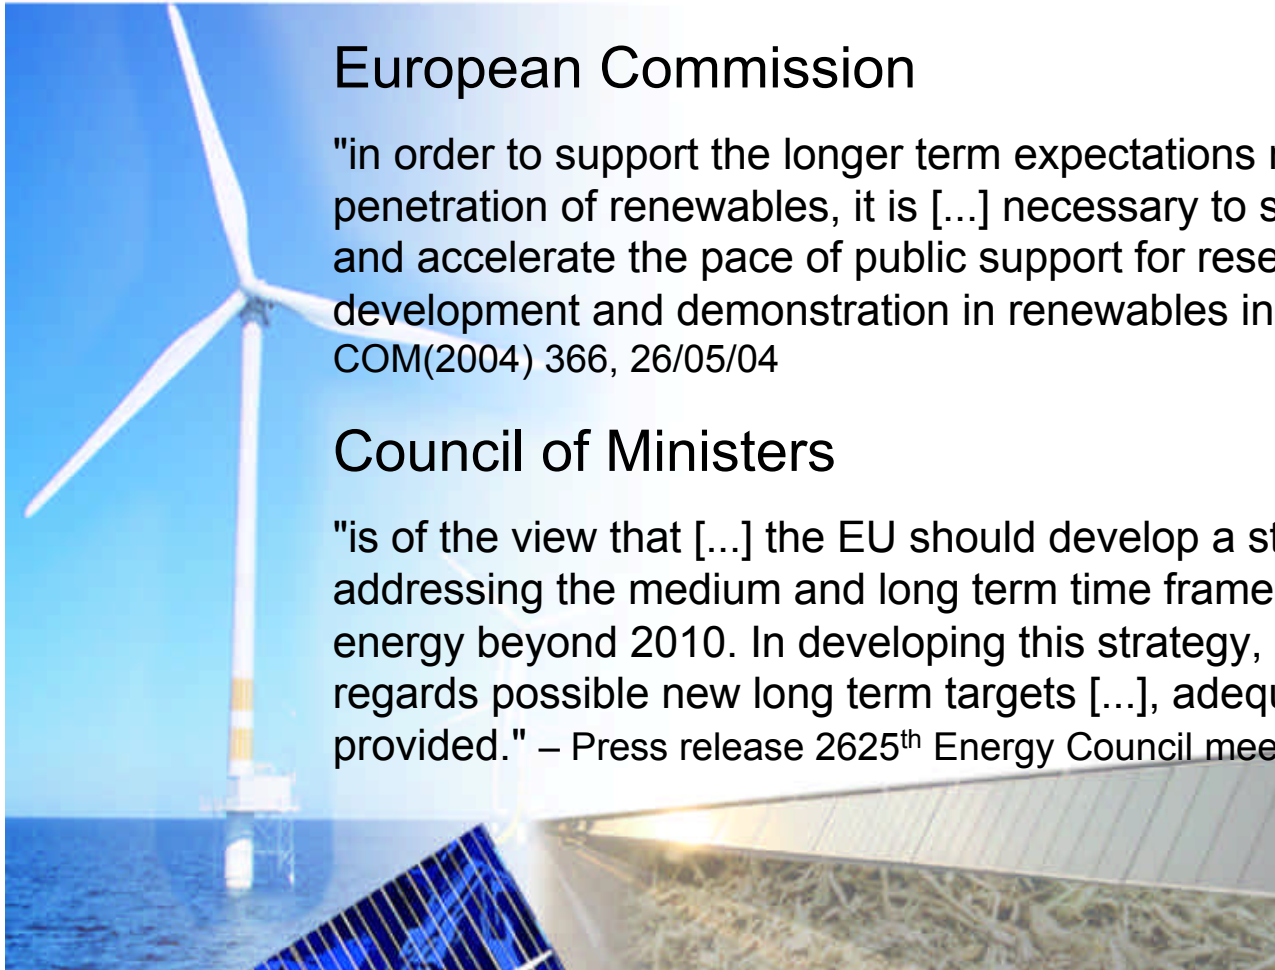 European Commission
"in order to support the longer term expectations
penetration of renewables, it is [...] necessary to
and accelerate the pace of public support for
development and demonstration in renewables in
COM(2004) 366, 26/05/04
Council of Ministers
"is of the view that [...] the EU should develop a
addressing the medium and long term time frame
energy beyond 2010. In developing this strategy,
regards possible new long term targets [...],
provided." – Press release 2625th Energy Council